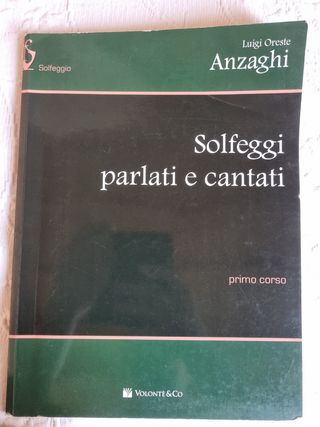 Solfeggio
Luigi Oreste
Anzaghi
Solfeggi
parlati e cantati
primo corso
VOLONTÈ & CO